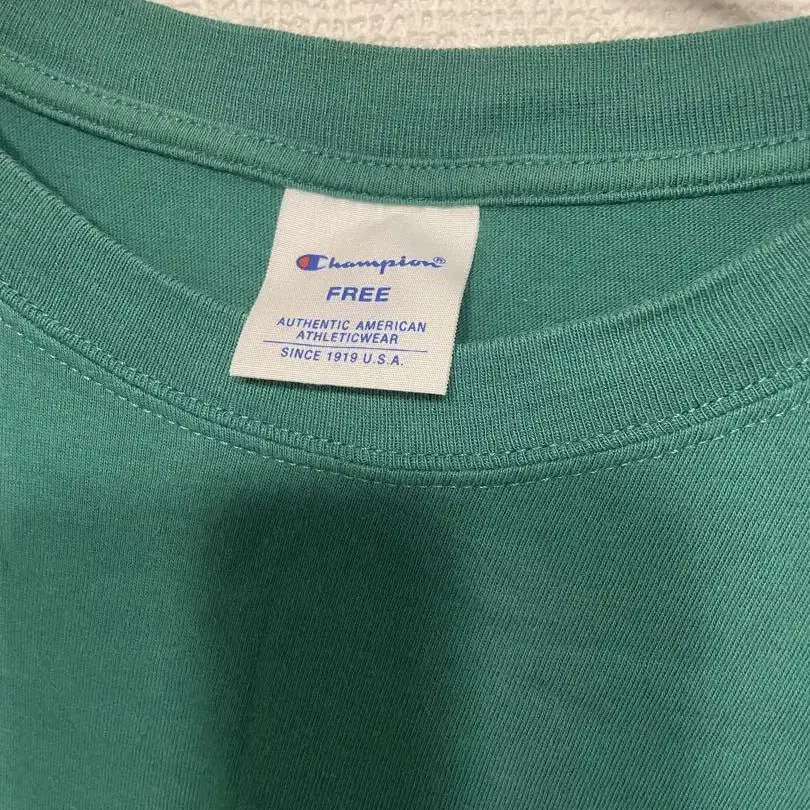 Champion®
FREE
AUTHENTIC AMERICAN
ATHLETICWEAR
SINCE 1919 U.S.A.